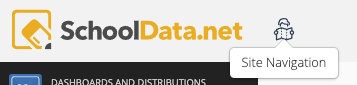 SchoolData.net
Site Navigation
DASHBOARDS AND DISTRIBUTIONS